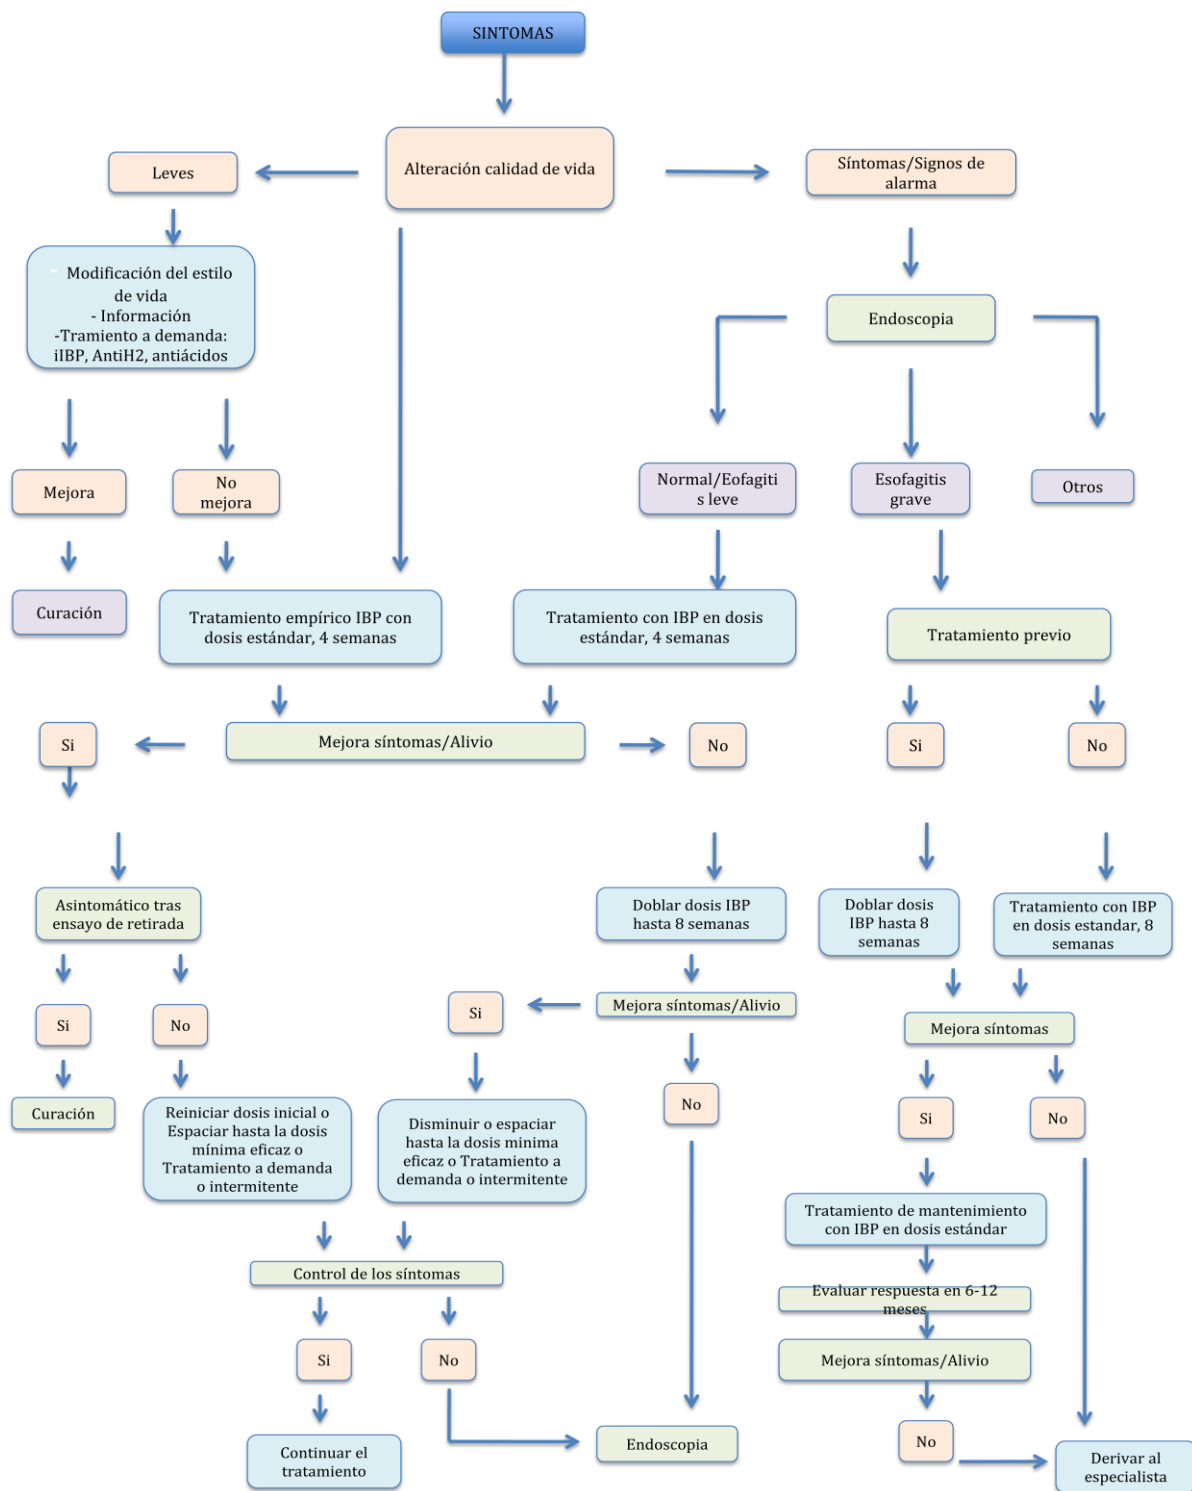 SINTOMAS
Alteración calidad de vida
Leves
Síntomas/Signos de
alarma
- Modificación del estilo
de vida
- Información
-Tramiento a demanda:
iIBP, AntiH2, antiácidos
Endoscopia
Mejora
No
mejora
Normal/Eofagiti
s leve
Esofagitis
grave
Otros
Curación
Tratamiento empírico IBP con
dosis estándar, 4 semanas
Tratamiento con IBP en dosis
estándar, 4 semanas
Tratamiento previo
Si
Mejora síntomas/Alivio
No
Si
No
Asintomático tras
ensayo de retirada
Doblar dosis IBP
hasta 8 semanas
Doblar dosis
IBP hasta 8
semanas
Tratamiento con IBP
en dosis estandar, 8
semanas
Si
No
Si
Mejora síntomas/Alivio
Mejora síntomas
Curación
Reiniciar dosis inicial o
Espaciar hasta la dosis
mínima eficaz o
Tratamiento a demanda
o intermitente
Disminuir o espaciar
hasta la dosis minima
eficaz o Tratamiento a
demanda o intermitente
No
Si
No
Tratamiento de mantenimiento
con IBP en dosis estándar
Control de los síntomas
Evaluar respuesta en 6-12
meses
Si
No
Mejora síntomas/Alivio
Continuar el
tratamiento
Endoscopia
No
Derivar al
especialista